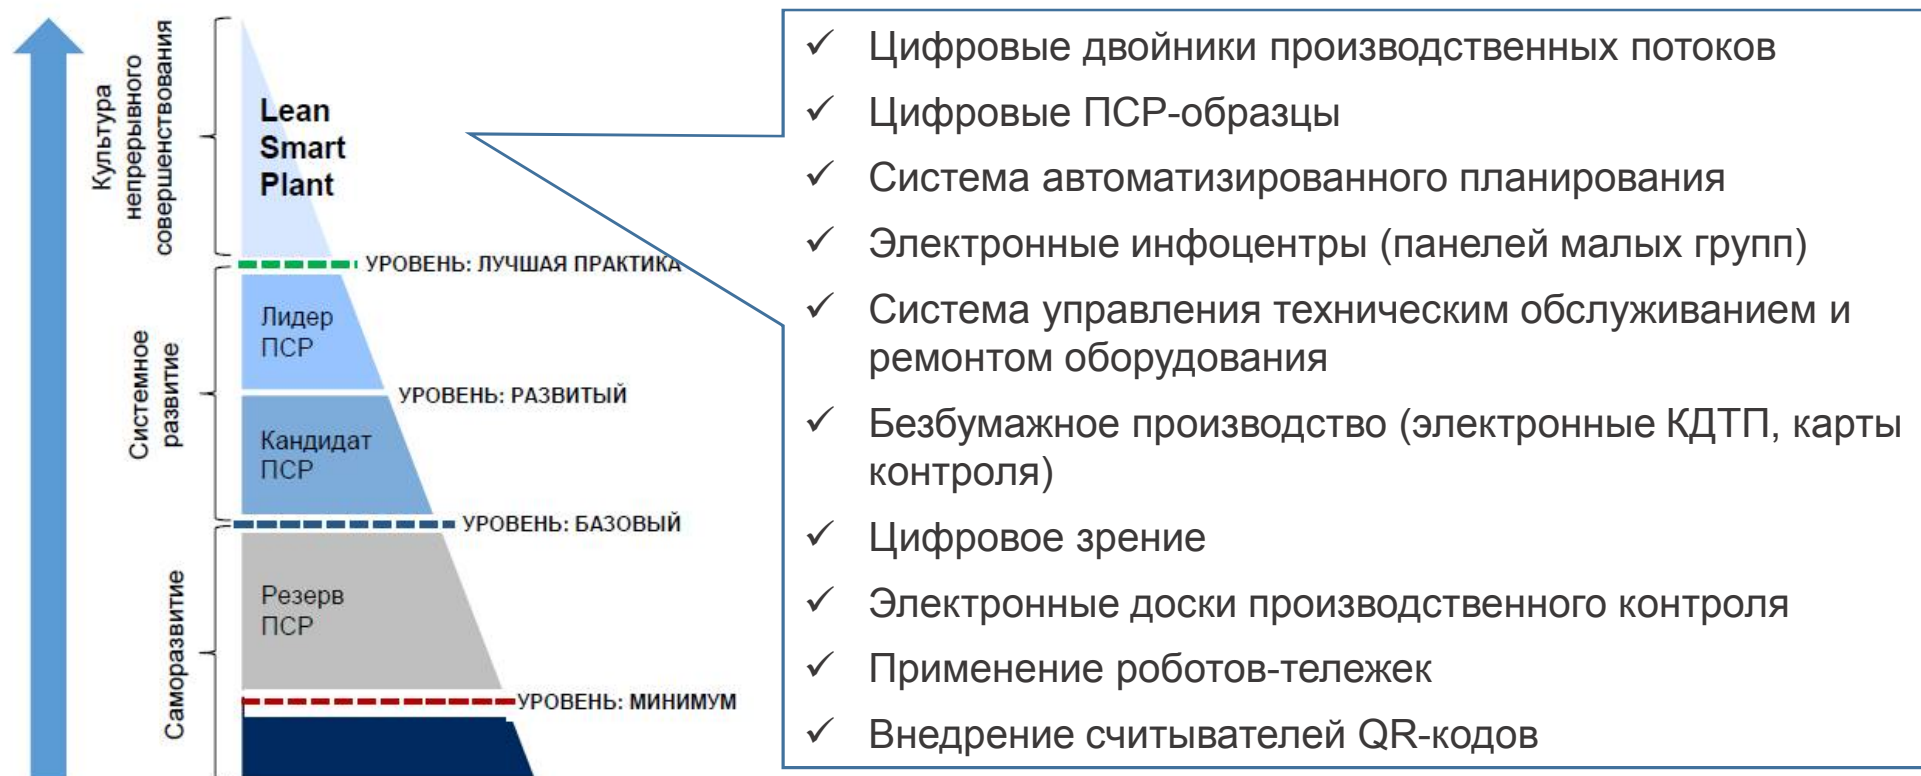 Культура
непрерывного
совершенствования
Lean
Smart
Plant
УРОВЕНЬ: ЛУЧШАЯ ПРАКТИКА
Системное
развитие
Лидер
ПСР
УРОВЕНЬ: РАЗВИТЫЙ
Кандидат
ПСР
УРОВЕНЬ: БАЗОВЫЙ
Саморазвитие
Резерв
ПСР
УРОВЕНЬ: МИНИМУМ
✓ Цифровые двойники производственных потоков
✓ Цифровые ПСР-образцы
✓ Система автоматизированного планирования
✓ Электронные инфоцентры (панелей малых групп)
✓ Система управления техническим обслуживанием и
ремонтом оборудования
✓ Безбумажное производство (электронные КДТП, карты
контроля)
✓ Цифровое зрение
✓ Электронные доски производственного контроля
✓ Применение роботов-тележек
✓ Внедрение считывателей QR-кодов